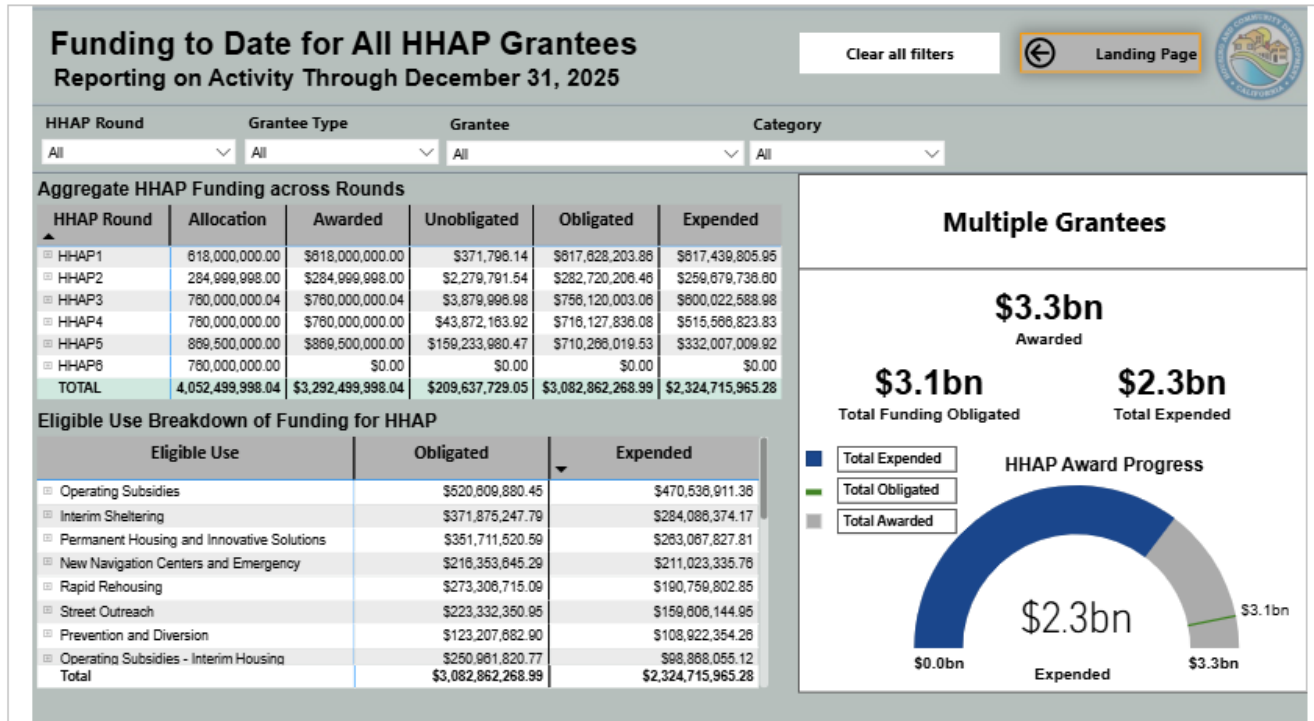 Funding to Date for All HHAP Grantees
Reporting on Activity Through December 31, 2025
Clear all filters
Landing Page
HOUSING AND COMMUNITY DEVELOPMENT
CALIFORNIA
HHAP Round Grantee Type Grantee Category
All All All All
Aggregate HHAP Funding across Rounds
HHAP Round Allocation Awarded Unobligated Obligated Expended
HHAP1 618,000,000.00 $618,000,000.00 $371,796.14 $617,628,203.86 $617,439,805.95
HHAP2 284,999,998.00 $284,999,998.00 $2,279,791.54 $282,720,206.46 $259,679,736.60
HHAP3 760,000,000.04 $760,000,000.04 $3,879,996.98 $756,120,003.06 $600,022,588.98
HHAP4 760,000,000.00 $760,000,000.00 $43,872,163.92 $716,127,836.08 $515,566,823.83
HHAP5 869,500,000.00 $869,500,000.00 $159,233,980.47 $710,266,019.53 $332,007,009.92
HHAP6 760,000,000.00 $0.00 $0.00 $0.00 $0.00
TOTAL 4,052,499,998.04 $3,292,499,998.04 $209,637,729.05 $3,082,862,268.99 $2,324,715,965.28
Eligible Use Breakdown of Funding for HHAP
Eligible Use Obligated Expended
Operating Subsidies $520,609,880.45 $470,536,911.36
Interim Sheltering $371,875,247.79 $284,086,374.17
Permanent Housing and Innovative Solutions $351,711,520.59 $263,067,827.81
New Navigation Centers and Emergency $216,353,645.29 $211,023,335.76
Rapid Rehousing $273,306,715.09 $190,759,802.85
Street Outreach $223,332,350.95 $159,606,144.95
Prevention and Diversion $123,207,682.90 $108,922,354.26
Operating Subsidies - Interim Housing $250,961,820.77 $98,868,055.12
Total $3,082,862,268.99 $2,324,715,965.28
Multiple Grantees
$3.3bn
Awarded
$3.1bn $2.3bn
Total Funding Obligated Total Expended
Total Expended
Total Obligated
Total Awarded
HHAP Award Progress
$3.1bn
$2.3bn
$0.0bn $3.3bn
Expended